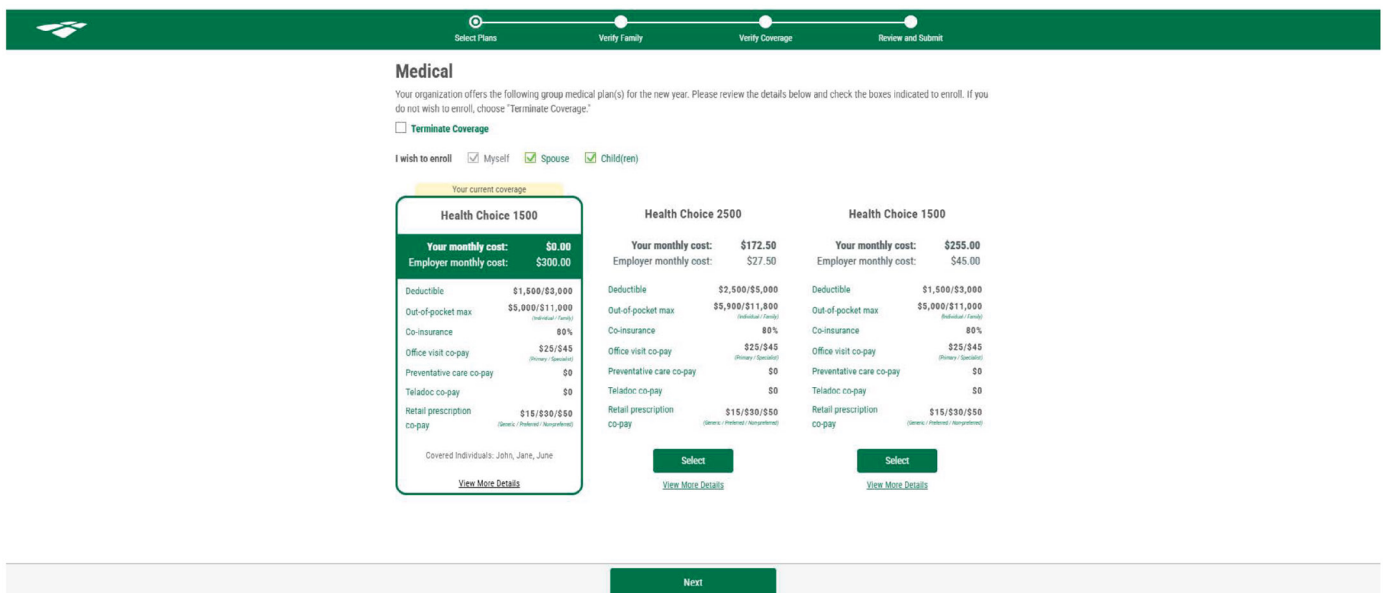 Select Plans
Verify Family
Verify Coverage
Review and Submit
Medical
Your organization offers the following group medical plan(s) for the new year. Please review the details below and check the boxes indicated to enroll. If you
do not wish to enroll, choose "Terminate Coverage."
Terminate Coverage
I wish to enroll Myself Spouse Child(ren)
Your current coverage
Health Choice 1500
Your monthly cost: $0.00
Employer monthly cost: $300.00
Deductible $1,500/$3,000
Out-of-pocket max $5,000/$11,000
(Individual / Family)
Co-insurance 80%
Office visit co-pay $25/$45
(Primary / Specialist)
Preventative care co-pay $0
Teladoc co-pay $0
Retail prescription $15/$30/$50
co-pay (Generic / Preferred / Non-preferred)
Covered Individuals: John, Jane, June
View More Details
Health Choice 2500
Your monthly cost: $172.50
Employer monthly cost: $27.50
Deductible $2,500/$5,000
Out-of-pocket max $5,900/$11,800
(Individual / Family)
Co-insurance 80%
Office visit co-pay $25/$45
(Primary / Specialist)
Preventative care co-pay $0
Teladoc co-pay $0
Retail prescription $15/$30/$50
co-pay (Generic / Preferred / Non-preferred)
Select
View More Details
Health Choice 1500
Your monthly cost: $255.00
Employer monthly cost: $45.00
Deductible $1,500/$3,000
Out-of-pocket max $5,000/$11,000
(Individual / Family)
Co-insurance 80%
Office visit co-pay $25/$45
(Primary / Specialist)
Preventative care co-pay $0
Teladoc co-pay $0
Retail prescription $15/$30/$50
co-pay (Generic / Preferred / Non-preferred)
Select
View More Details
Next